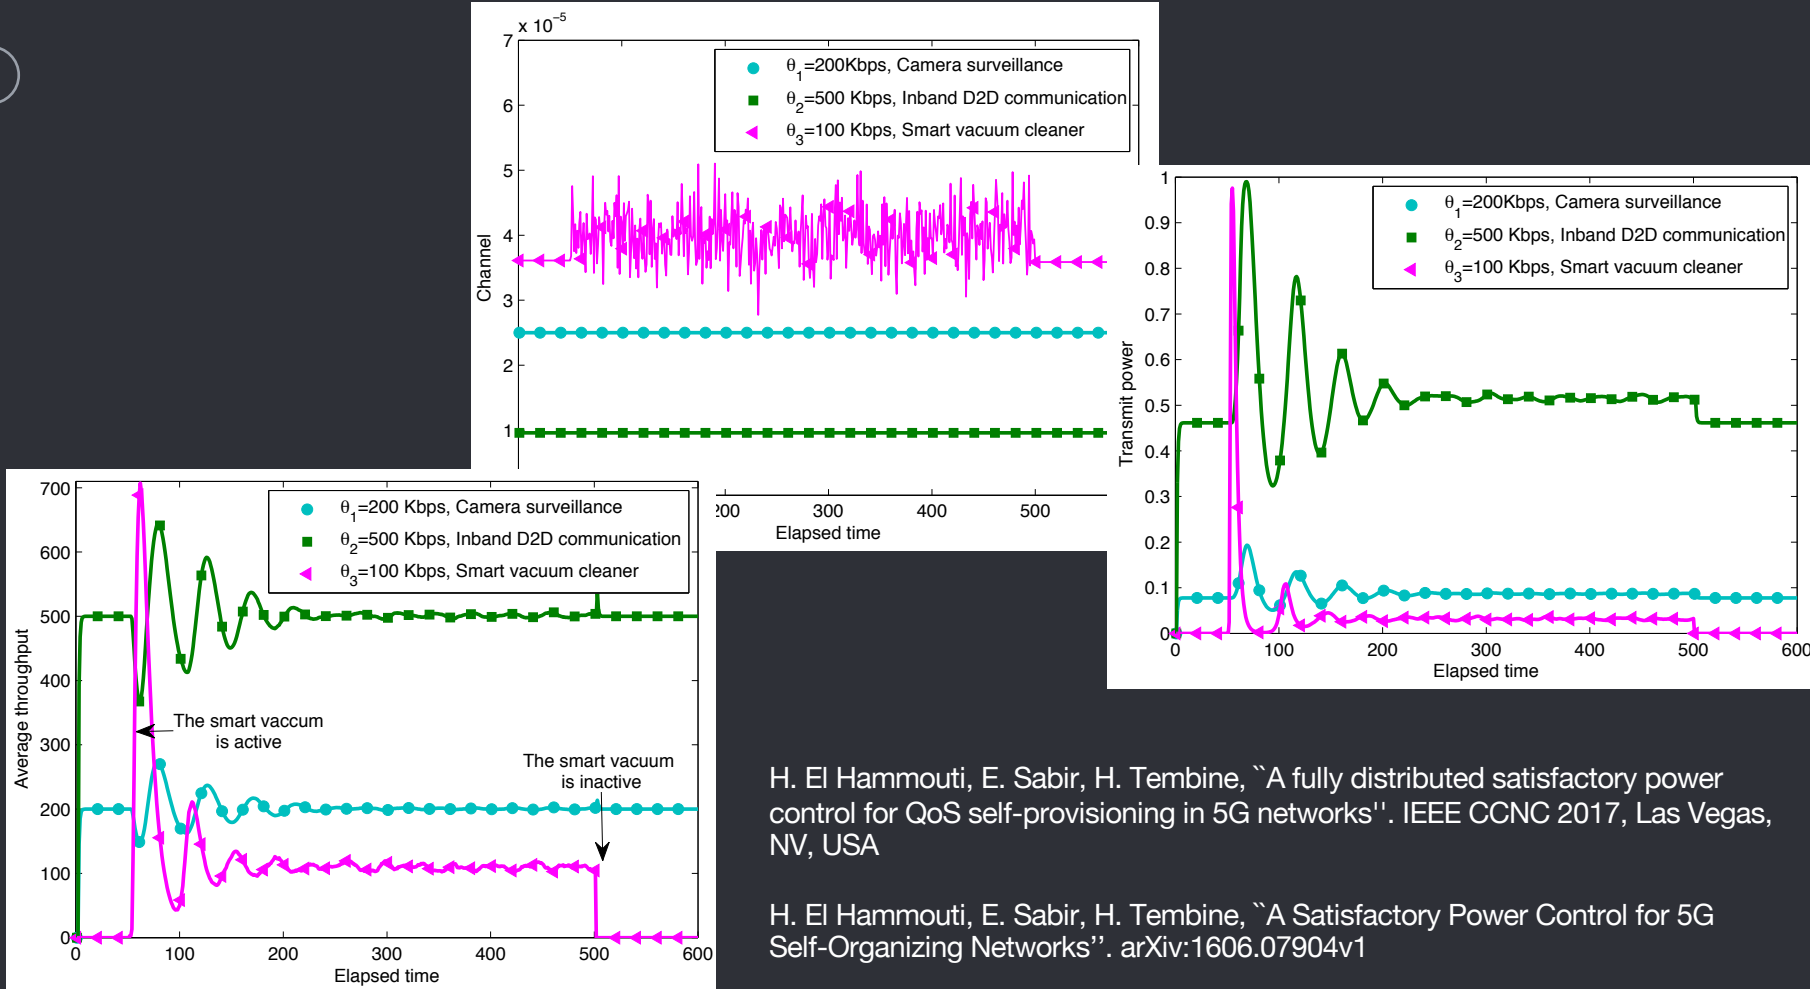 x 10⁻⁵
7
6
5
4
3
2
1
Channel
θ₁=200Kbps, Camera surveillance
θ₂=500 Kbps, Inband D2D communication
θ₃=100 Kbps, Smart vacuum cleaner
200
300
400
500
Elapsed time
1
0.9
0.8
0.7
0.6
0.5
0.4
0.3
0.2
0.1
0
Transmit power
θ₁=200Kbps, Camera surveillance
θ₂=500 Kbps, Inband D2D communication
θ₃=100 Kbps, Smart vacuum cleaner
0
100
200
300
400
500
600
Elapsed time
700
600
500
400
300
200
100
0
Average throughput
θ₁=200 Kbps, Camera surveillance
θ₂=500 Kbps, Inband D2D communication
θ₃=100 Kbps, Smart vacuum cleaner
The smart vaccum
is active
The smart vacuum
is inactive
0
100
200
300
400
500
600
Elapsed time
H. El Hammouti, E. Sabir, H. Tembine, ``A fully distributed satisfactory power
control for QoS self-provisioning in 5G networks''. IEEE CCNC 2017, Las Vegas,
NV, USA
H. El Hammouti, E. Sabir, H. Tembine, ``A Satisfactory Power Control for 5G
Self-Organizing Networks’’. arXiv:1606.07904v1